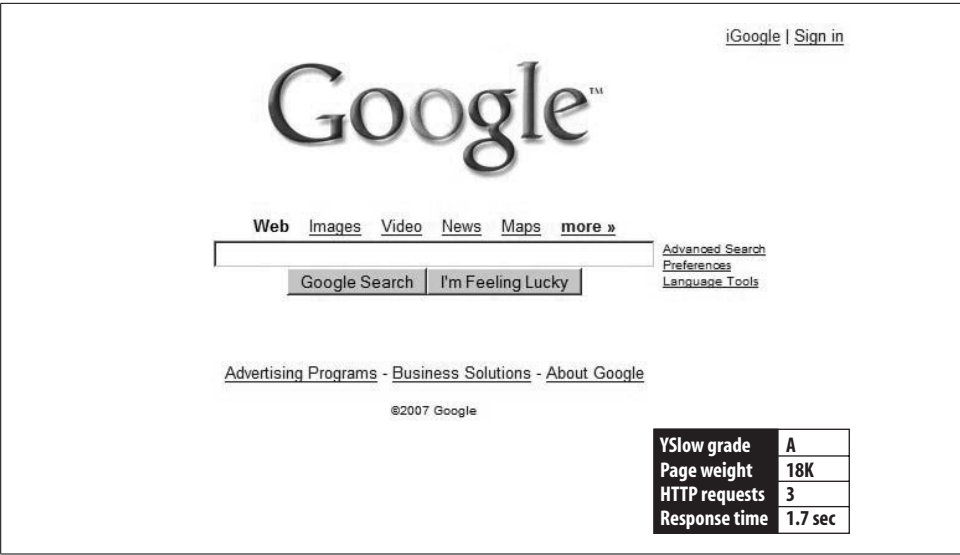 iGoogle | Sign in
Google™
Web Images Video News Maps more »
Advanced Search
Preferences
Language Tools
Google Search I'm Feeling Lucky
Advertising Programs - Business Solutions - About Google
©2007 Google
YSlow grade A
Page weight 18K
HTTP requests 3
Response time 1.7 sec